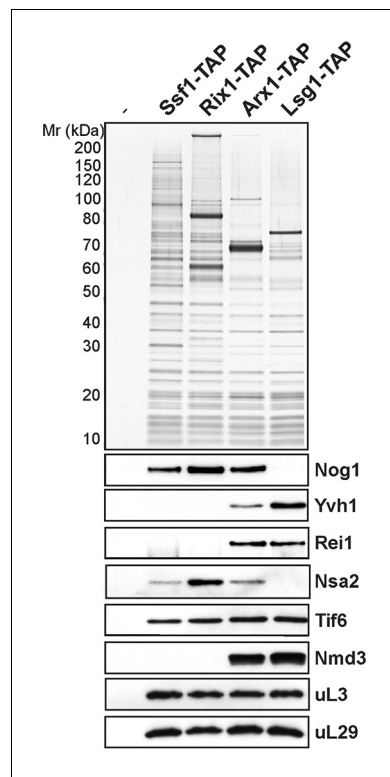 -
Ssf1-TAP
Rix1-TAP
Arx1-TAP
Lsg1-TAP
Mr (kDa)
200
150
120
100
80
70
60
50
40
30
20
10
Nog1
Yvh1
Rei1
Nsa2
Tif6
Nmd3
uL3
uL29